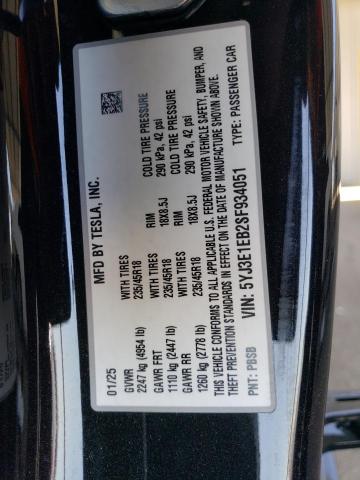 MFD BY TESLA, INC.
01/25
GVWR WITH TIRES RIM COLD TIRE PRESSURE
2247 kg (4954 lb) 235/45R18 18X8.5J 290 kPa, 42 psi
GAWR FRT WITH TIRES RIM COLD TIRE PRESSURE
1110 kg (2447 lb) 235/45R18 18X8.5J 290 kPa, 42 psi
GAWR RR
1260 kg (2778 lb)
THIS VEHICLE CONFORMS TO ALL APPLICABLE U.S. FEDERAL MOTOR VEHICLE SAFETY, BUMPER, AND
THEFT PREVENTION STANDARDS IN EFFECT ON THE DATE OF MANUFACTURE SHOWN ABOVE.
VIN: 5YJ3E1EB2SF934051 TYPE: PASSENGER CAR
PNT: PBSB